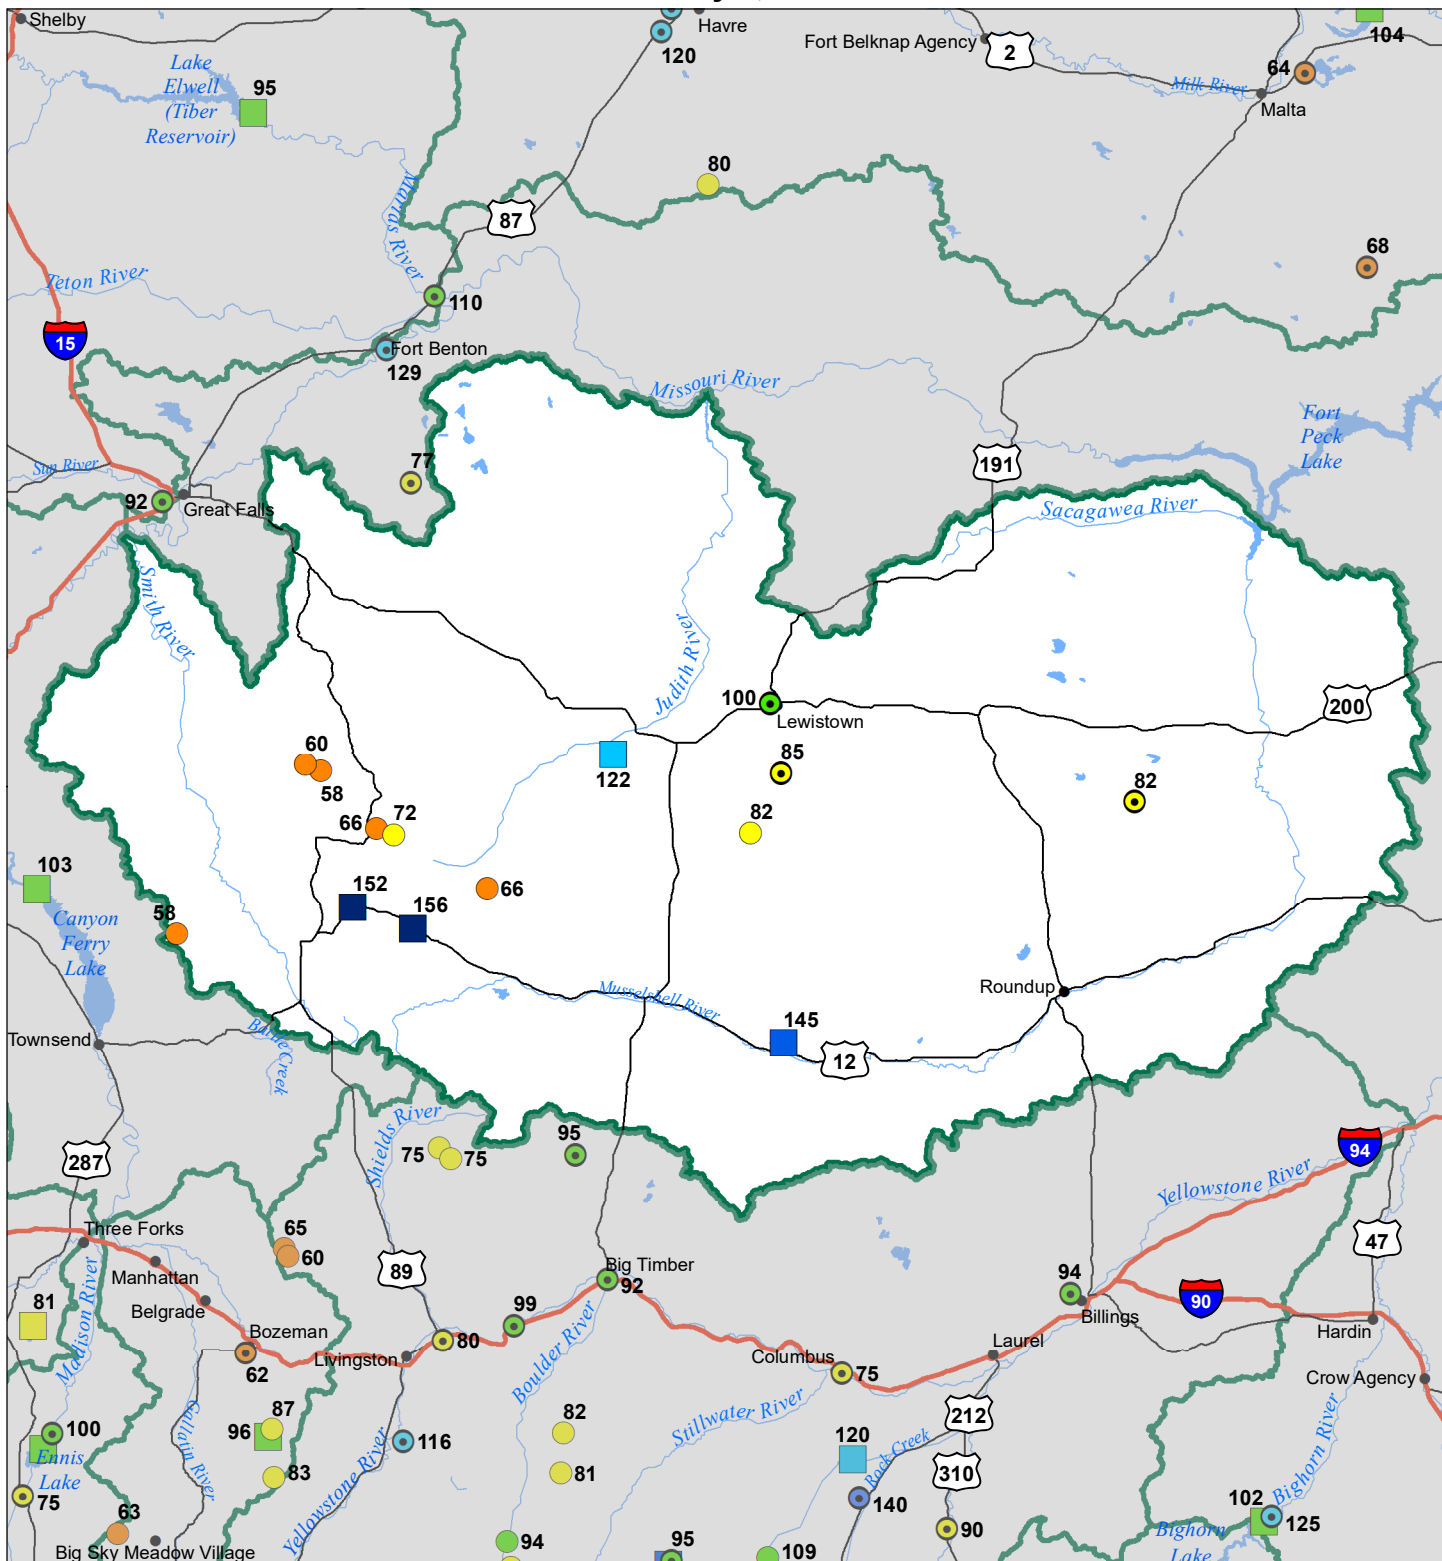 Shelby
Havre
120
Fort Belknap Agency
2
104
64
Milk River
Malta
Lake
Elwell
(Tiber
Reservoir)
95
80
Marias River
87
68
Teton River
110
15
Fort Benton
129
Missouri River
Fort
Peck
Lake
77
191
Sun River
92
Great Falls
Sacagawea River
Smith River
Judith River
100
Lewistown
200
60
58
122
85
82
66
72
82
103
152
156
66
58
Canyon
Ferry
Lake
Roundup
Musselshell River
145
12
Townsend
Battle Creek
Shields River
75
75
95
287
94
Yellowstone River
Three Forks
65
60
Manhattan
89
Big Timber
92
47
81
Madison River
Belgrade
99
94
90
Billings
Bozeman
62
Livingston
80
Boulder River
Columbus
75
Laurel
Hardin
Crow Agency
87
96
100
Ennis
Lake
Gallatin River
83
116
82
81
Stillwater River
212
120
Rock Creek
310
140
Bighorn River
75
63
Big Sky Meadow Village
Yellowstone River
94
95
109
90
102
125
Bighorn
Lake